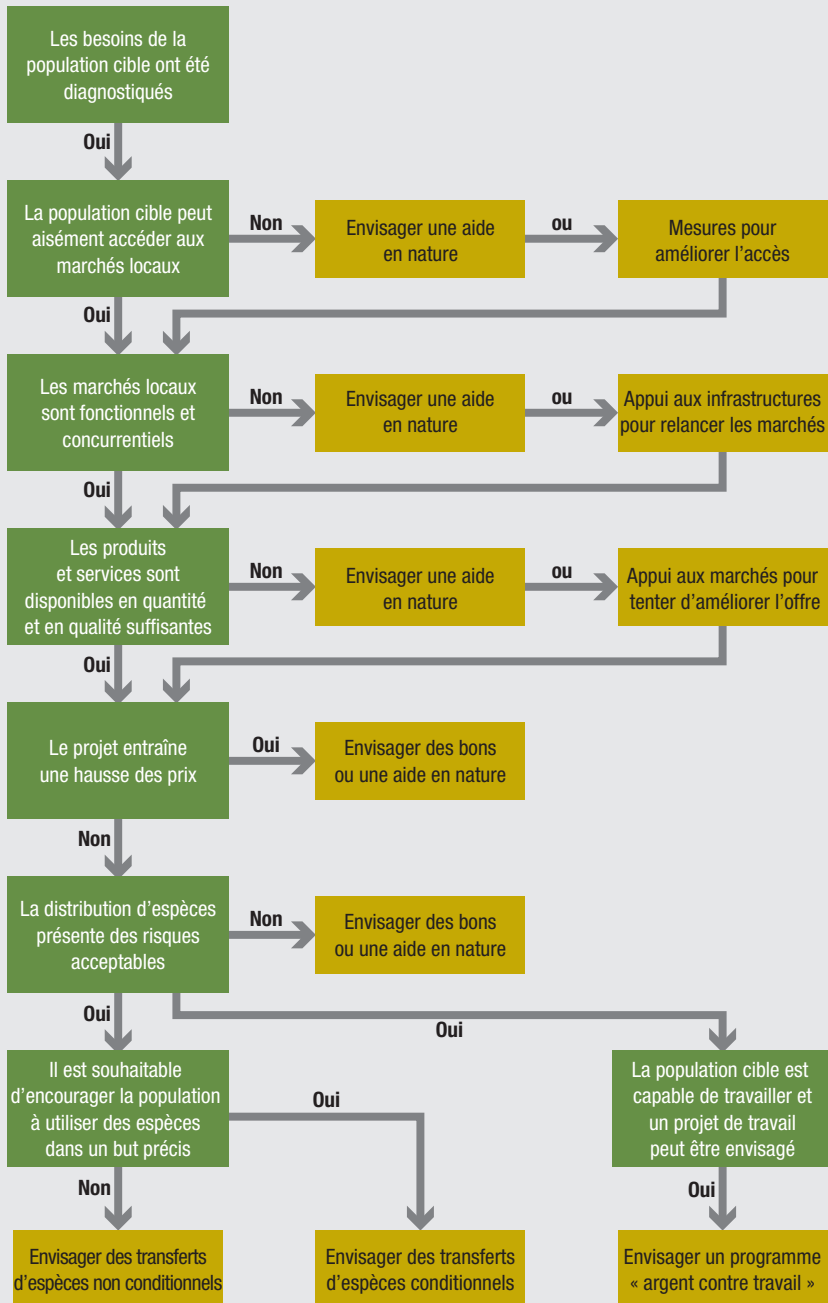 Les besoins de la
population cible ont été
diagnostiqués
Oui
La population cible peut
aisément accéder aux
marchés locaux
Non
Envisager une aide
en nature
ou
Mesures pour
améliorer l'accès
Oui
Les marchés locaux
sont fonctionnels et
concurrentiels
Non
Envisager une aide
en nature
ou
Appui aux infrastructures
pour relancer les marchés
Oui
Les produits
et services sont
disponibles en quantité
et en qualité suffisantes
Non
Envisager une aide
en nature
ou
Appui aux marchés pour
tenter d'améliorer l'offre
Oui
Le projet entraîne
une hausse des prix
Oui
Envisager des bons
ou une aide en nature
Non
La distribution d'espèces
présente des risques
acceptables
Non
Envisager des bons
ou une aide en nature
Oui
Oui
Il est souhaitable
d'encourager la population
à utiliser des espèces
dans un but précis
Oui
La population cible est
capable de travailler et
un projet de travail
peut être envisagé
Non
Oui
Envisager des transferts
d'espèces non conditionnels
Envisager des transferts
d'espèces conditionnels
Envisager un programme
« argent contre travail »